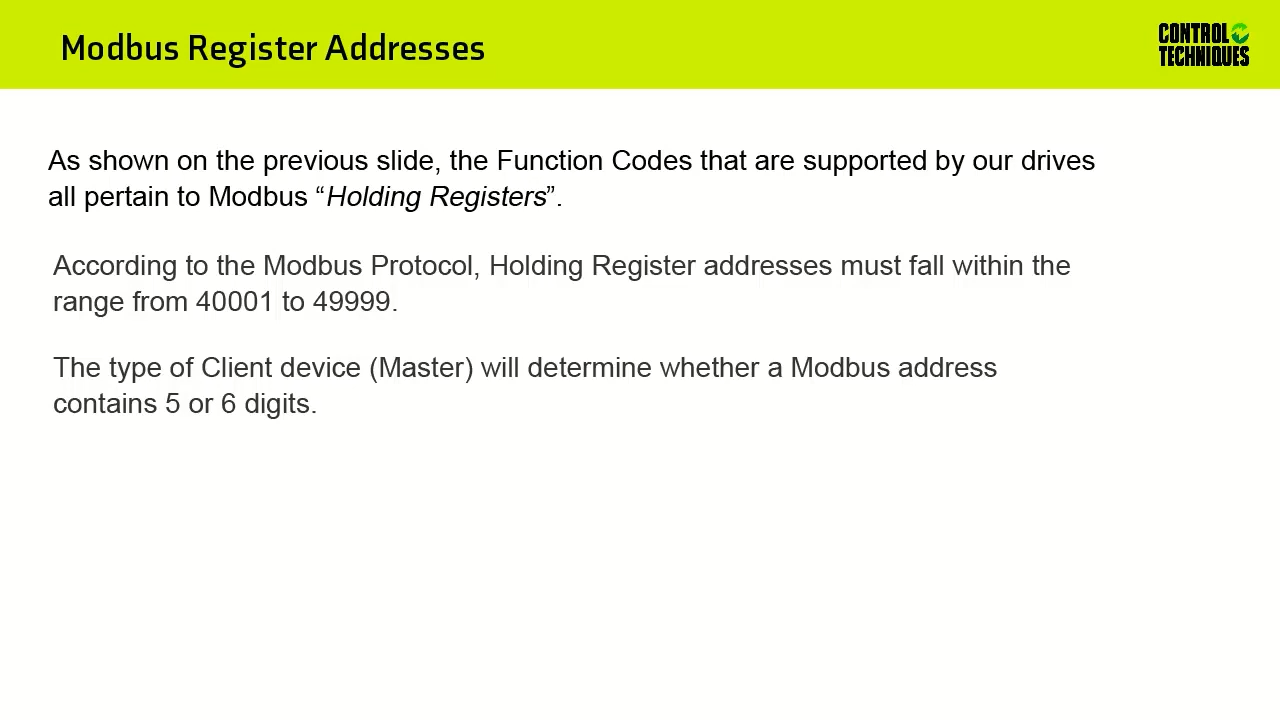 Modbus Register Addresses
CONTROL
TECHNIQUES
As shown on the previous slide, the Function Codes that are supported by our drives
all pertain to Modbus “Holding Registers”.
According to the Modbus Protocol, Holding Register addresses must fall within the
range from 40001 to 49999.
The type of Client device (Master) will determine whether a Modbus address
contains 5 or 6 digits.